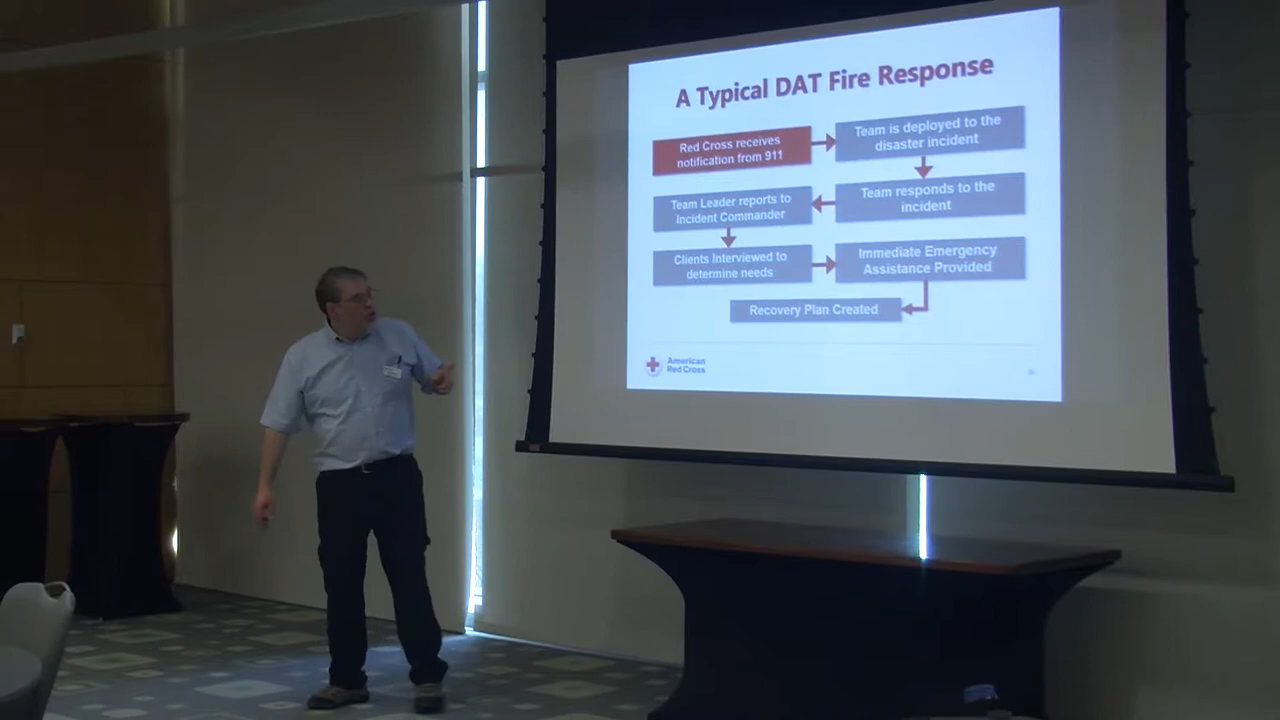 A Typical DAT Fire Response
Red Cross receives
notification from 911
Team is deployed to the
disaster incident
Team responds to the
incident
Team Leader reports to
Incident Commander
Clients Interviewed to
determine needs
Immediate Emergency
Assistance Provided
Recovery Plan Created
American
Red Cross